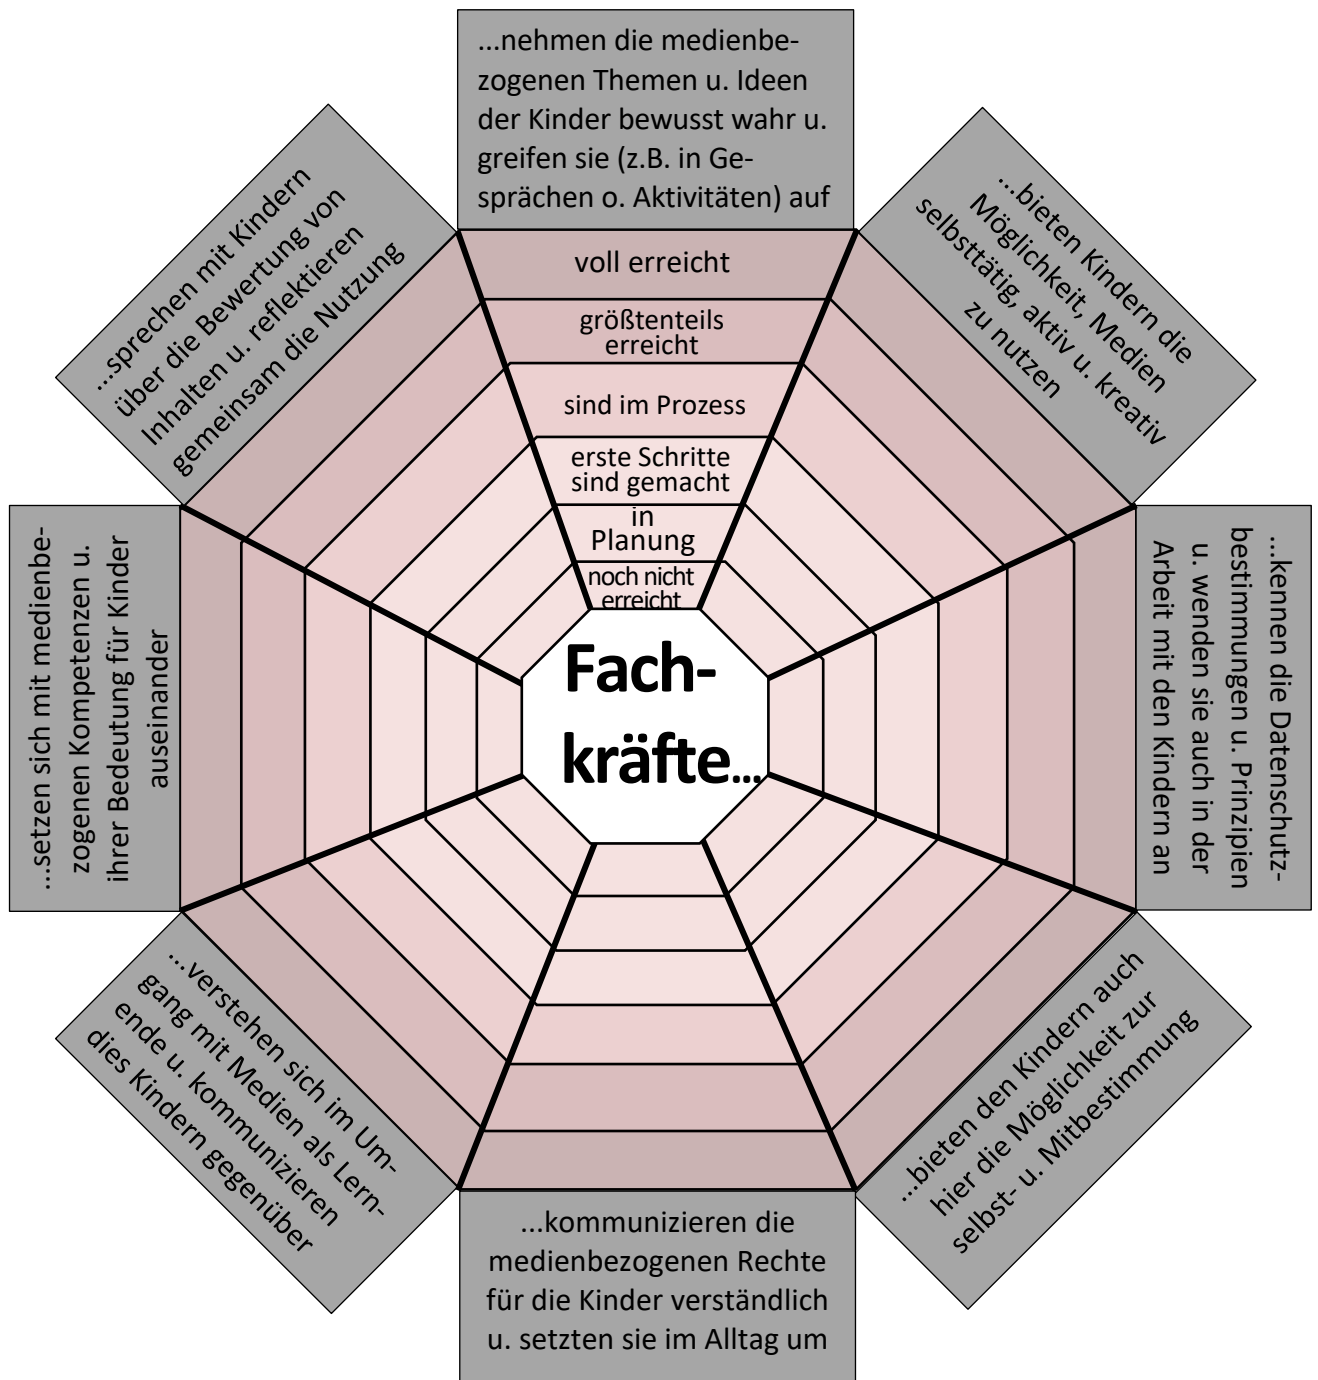 ...nehmen die medienbe-
zogenen Themen u. Ideen
der Kinder bewusst wahr u.
greifen sie (z.B. in Ge-
sprächen o. Aktivitäten) auf
voll erreicht
größtenteils
erreicht
sind im Prozess
erste Schritte
sind gemacht
in
Planung
noch nicht
erreicht
Fach-
kräfte...
...bieten Kindern die
Möglichkeit, Medien
selbsttätig, aktiv u. kreativ
zu nutzen
...kennen die Datenschutz-
bestimmungen u. Prinzipien
u. wenden sie auch in der
Arbeit mit den Kindern an
...bieten den Kindern auch
hier die Möglichkeit zur
selbst- u. Mitbestimmung
...kommunizieren die
medienbezogenen Rechte
für die Kinder verständlich
u. setzten sie im Alltag um
...verstehen sich im Um-
gang mit Medien als Lern-
ende u. kommunizieren
dies Kindern gegenüber
...setzen sich mit medienbe-
zogenen Kompetenzen u.
ihrer Bedeutung für Kinder
auseinander
...sprechen mit Kindern
über die Bewertung von
Inhalten u. reflektieren
gemeinsam die Nutzung